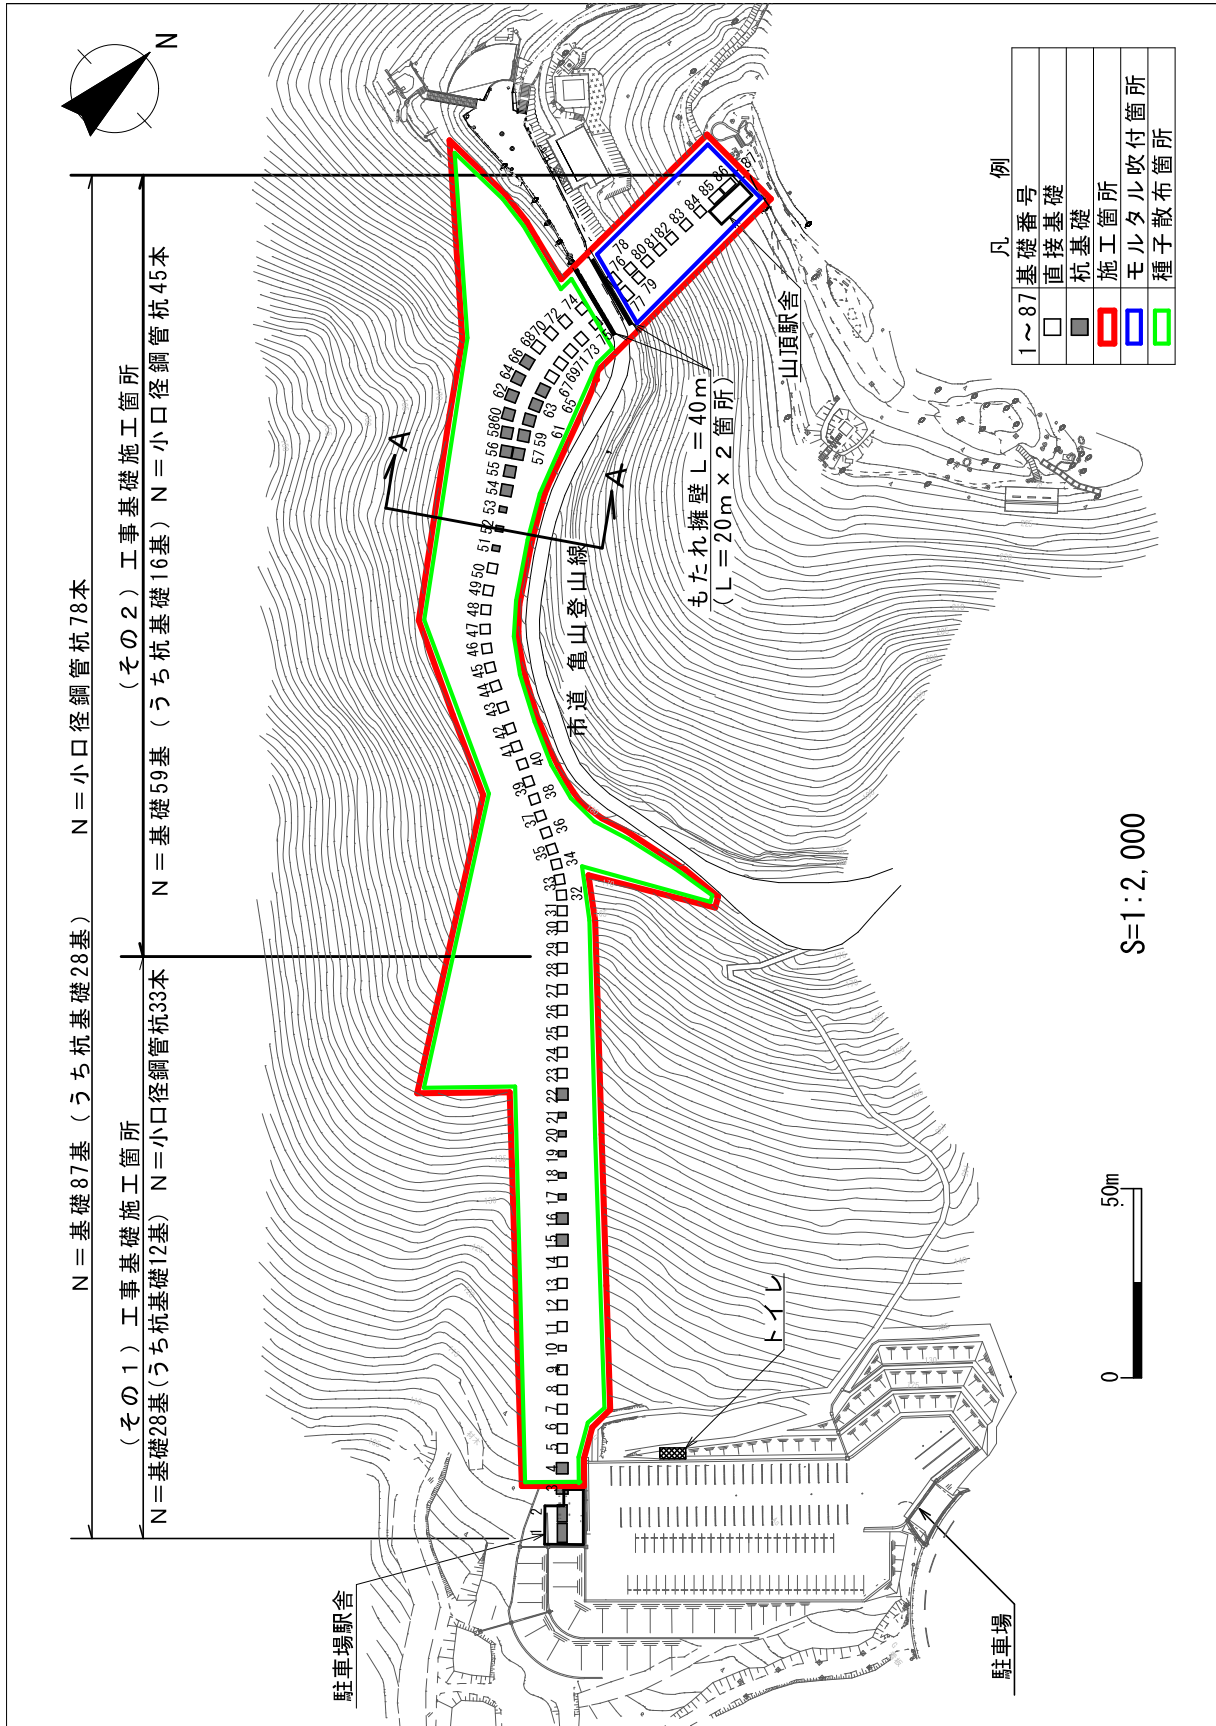 N=基礎87基（うち杭基礎28基） N=小口径鋼管杭78本
（その1）工事基礎施工箇所
N=基礎28基(うち杭基礎12基) N=小口径鋼管杭33本
（その2）工事基礎施工箇所
N=基礎59基（うち杭基礎16基）N=小口径鋼管杭45本
N
駐車場駅舎
1 2 3 4 5 6 7 8 9 10 11 12 13 14 15 16 17 18 19 20 21 22 23 24 25 26 27 28 29 30 31 32 33 34 35 36 37 38 39 40 41 42 43 44 45 46 47 48 49 50 51 52 53 54 55 56 57 58 59 60 61 62 63 64 65 66 67 68 69 70 71 72 73 74 75 76 77 78 79 80 81 82 83 84 85 86 87
A
A'
市道 亀山登山線
もたれ擁壁L=40m
（L=20m×2箇所）
山頂駅舎
トイレ
駐車場
0 50m
S=1:2,000
凡 例
1~87 基礎番号
直接基礎
杭基礎
施工箇所
モルタル吹付箇所
種子散布箇所